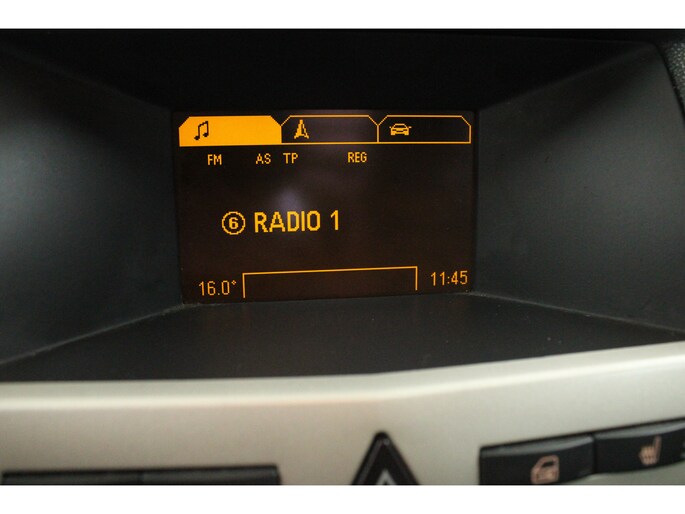 FM AS TP REG
6 RADIO 1
16.0° 11:45